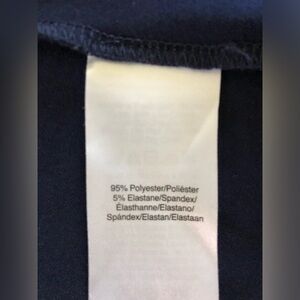 95% Polyester/Poliéster
5% Elastane/Spandex/
Élasthanne/Elastano/
Spándex/Elastan/Elastaan